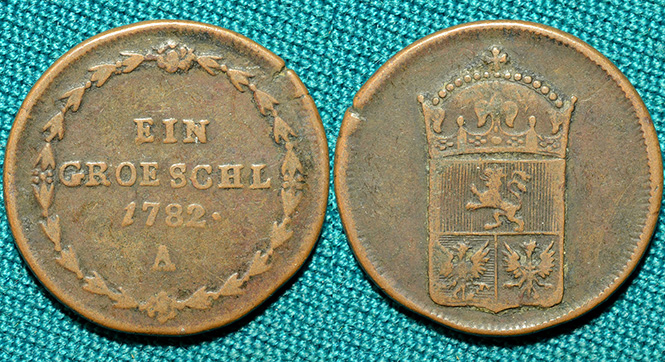 EIN
GROESCHL
1782.
A